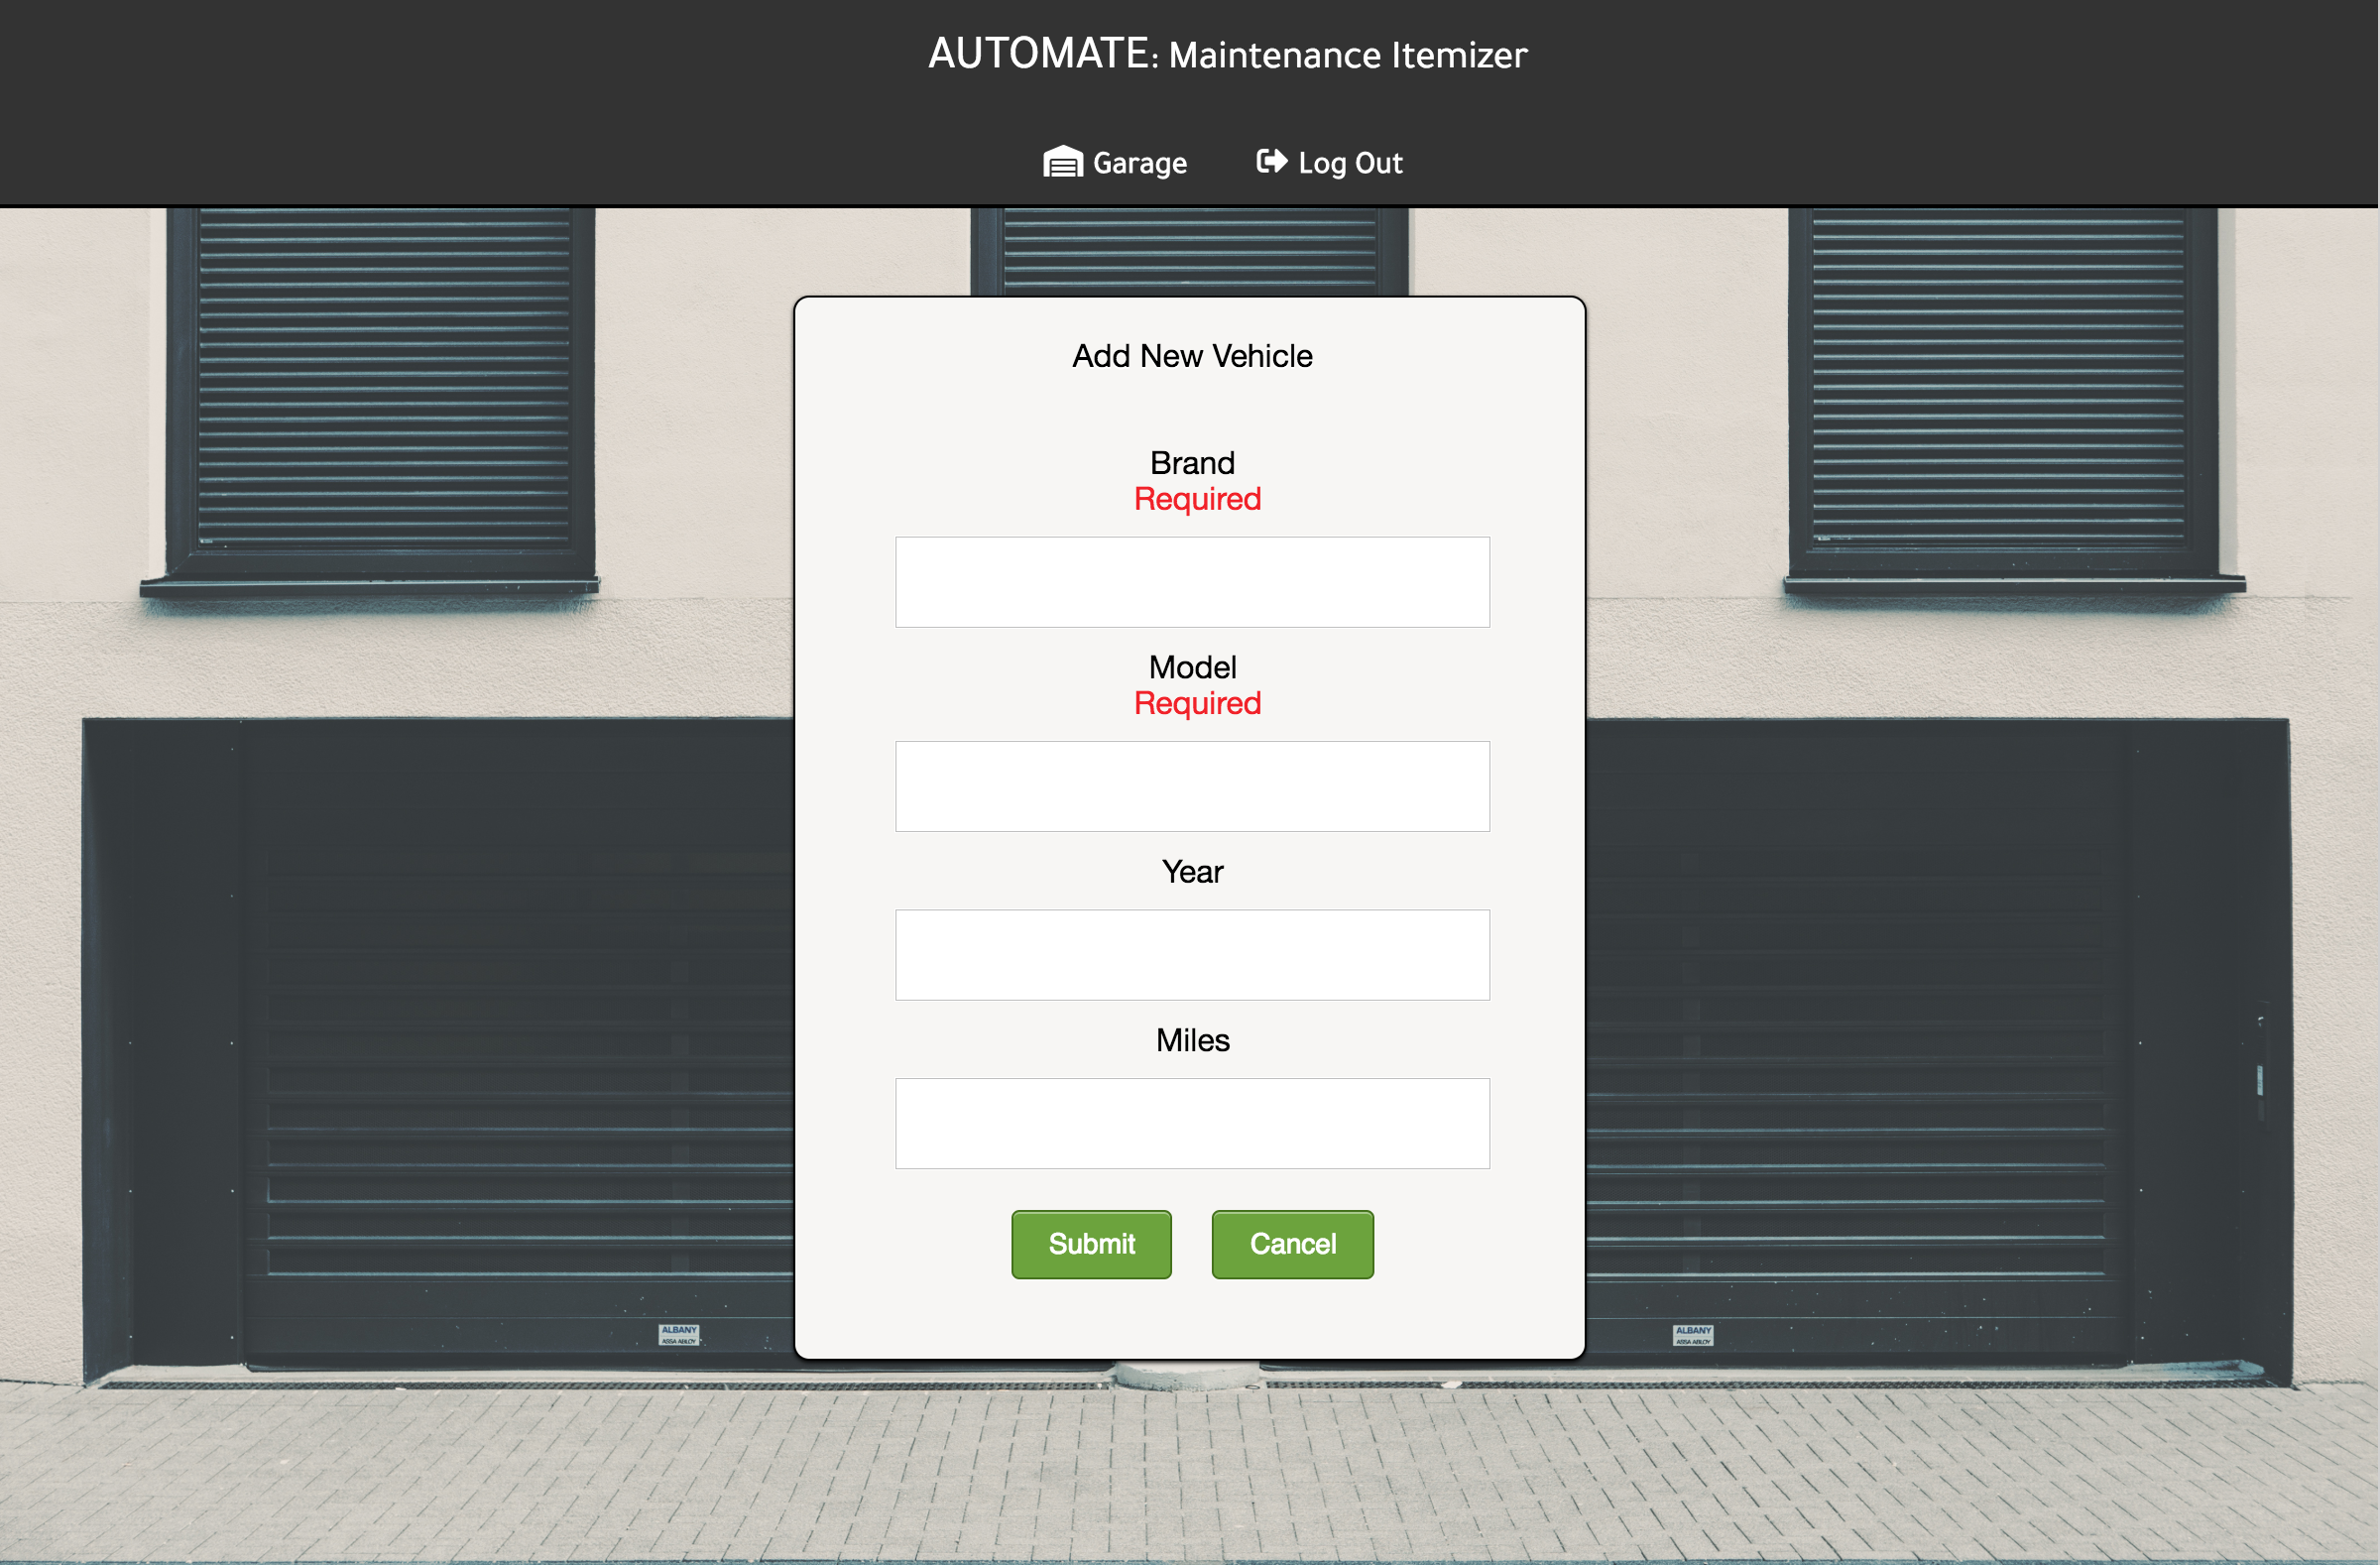 AUTOMATE: Maintenance Itemizer
Garage
Log Out
Add New Vehicle
Brand
Required
Model
Required
Year
Miles
Submit
Cancel
ALBANY
ASSA ABLOY
ALBANY
ASSA ABLOY